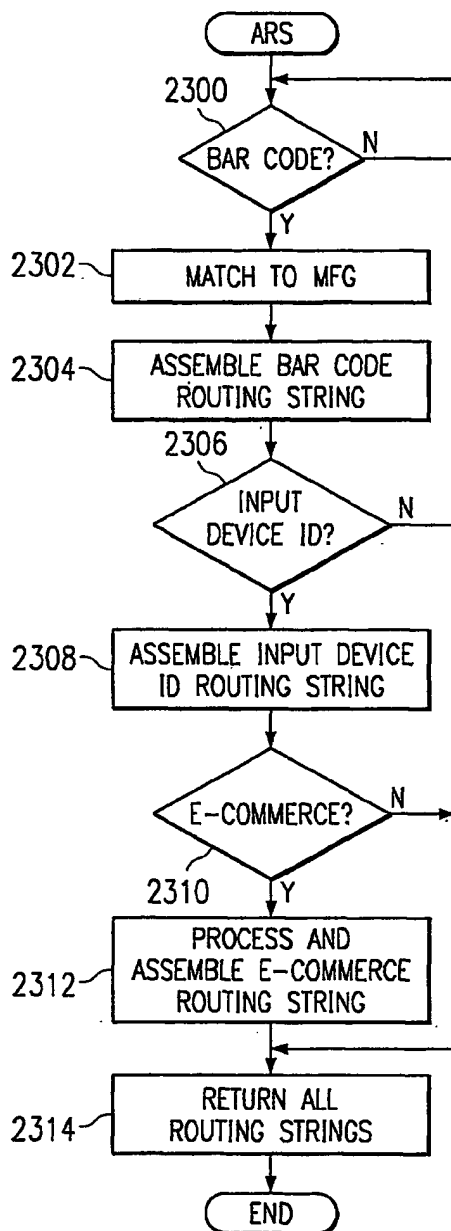 ARS
2300
BAR CODE?
N
Y
2302
MATCH TO MFG
2304
ASSEMBLE BAR CODE
ROUTING STRING
2306
INPUT
DEVICE ID?
N
Y
2308
ASSEMBLE INPUT DEVICE
ID ROUTING STRING
E-COMMERCE?
N
2310
Y
2312
PROCESS AND
ASSEMBLE E-COMMERCE
ROUTING STRING
2314
RETURN ALL
ROUTING STRINGS
END